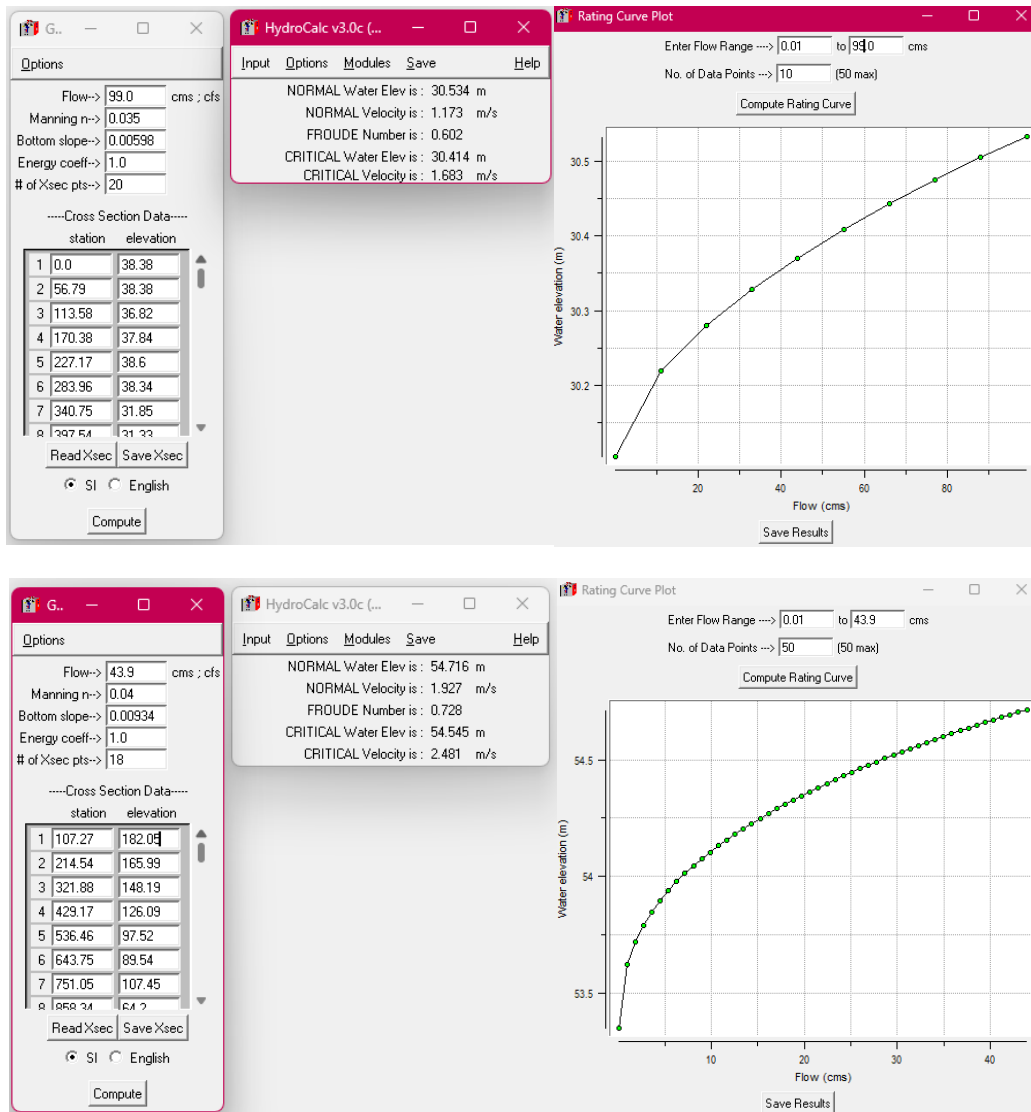 G..
Options
Flow--> 99.0 cms ; cfs
Manning n--> 0.035
Bottom slope--> 0.00598
Energy coeff--> 1.0
# of Xsec pts--> 20
-----Cross Section Data-----
station elevation
1 0.0 38.38
2 56.79 38.38
3 113.58 36.82
4 170.38 37.84
5 227.17 38.6
6 283.96 38.34
7 340.75 31.85
8 397.54 31.33
Read Xsec Save Xsec
SI English
Compute
HydroCalc v3.0c (...
Input Options Modules Save Help
NORMAL Water Elev is : 30.534 m
NORMAL Velocity is : 1.173 m/s
FROUDE Number is : 0.602
CRITICAL Water Elev is : 30.414 m
CRITICAL Velocity is : 1.683 m/s
Rating Curve Plot
Enter Flow Range ----> 0.01 to 99.0 cms
No. of Data Points ---> 10 (50 max)
Compute Rating Curve
Water elevation (m)
30.5
30.4
30.3
30.2
20 40 60 80
Flow (cms)
Save Results
G..
Options
Flow--> 43.9 cms ; cfs
Manning n--> 0.04
Bottom slope--> 0.00934
Energy coeff--> 1.0
# of Xsec pts--> 18
-----Cross Section Data-----
station elevation
1 107.27 182.05
2 214.54 165.99
3 321.88 148.19
4 429.17 126.09
5 536.46 97.52
6 643.75 89.54
7 751.05 107.45
8 858.34 64.2
Read Xsec Save Xsec
SI English
Compute
HydroCalc v3.0c (...
Input Options Modules Save Help
NORMAL Water Elev is : 54.716 m
NORMAL Velocity is : 1.927 m/s
FROUDE Number is : 0.728
CRITICAL Water Elev is : 54.545 m
CRITICAL Velocity is : 2.481 m/s
Rating Curve Plot
Enter Flow Range ----> 0.01 to 43.9 cms
No. of Data Points ---> 50 (50 max)
Compute Rating Curve
Water elevation (m)
54.5
54
53.5
10 20 30 40
Flow (cms)
Save Results